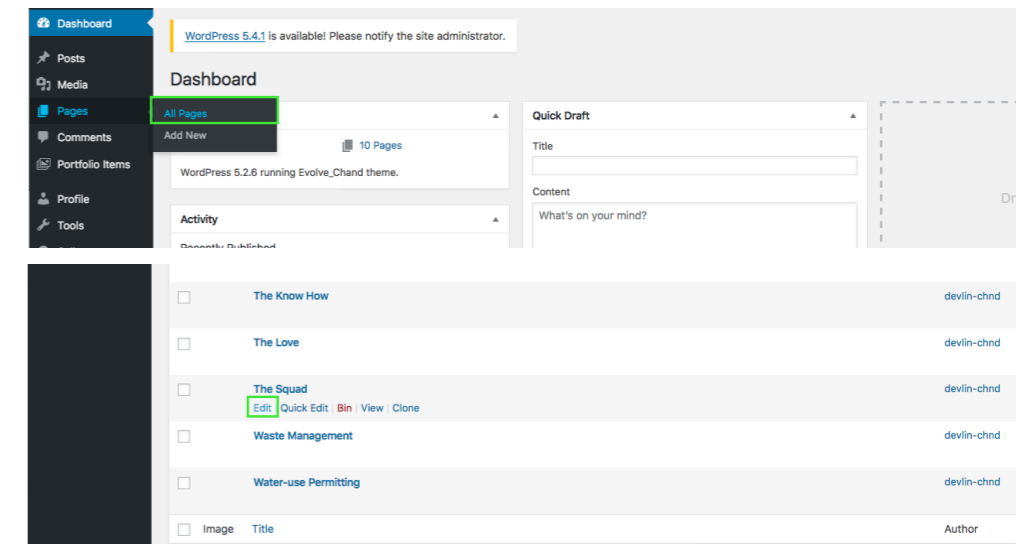 Dashboard
WordPress 5.4.1 is available! Please notify the site administrator.
Posts
Media
Dashboard
Pages
All Pages
Add New
Comments
Portfolio Items
Profile
Tools
10 Pages
WordPress 5.2.6 running Evolve_Chand theme.
Activity
Recently Published
Quick Draft
Title
Content
What's on your mind?
Dr
The Know How
devlin-chnd
The Love
devlin-chnd
The Squad
devlin-chnd
Edit | Quick Edit | Bin | View | Clone
Waste Management
devlin-chnd
Water-use Permitting
devlin-chnd
Image Title Author